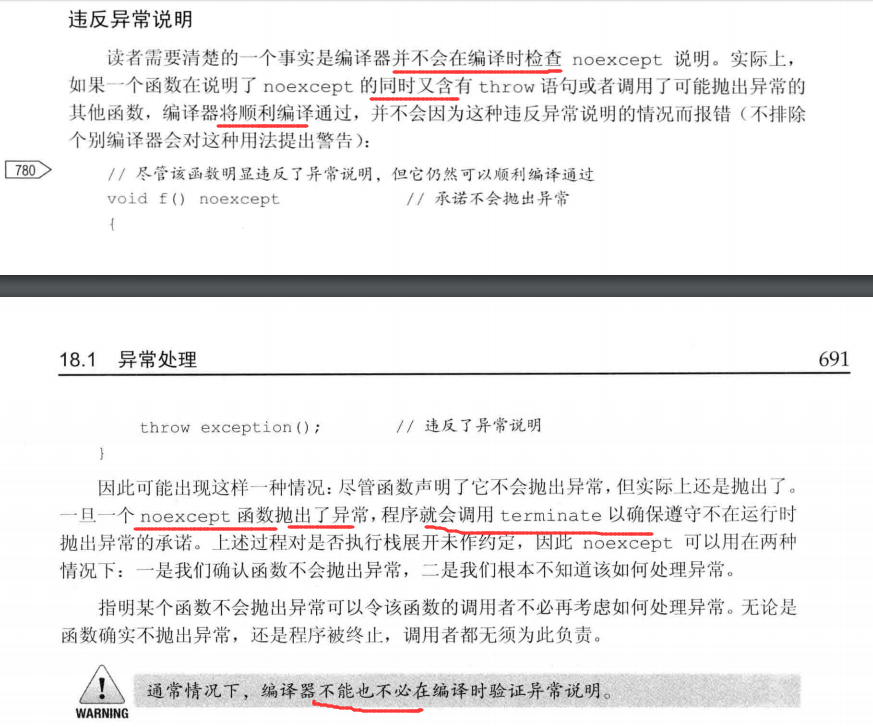 违反异常说明
读者需要清楚的一个事实是编译器并不会在编译时检查 noexcept 说明。实际上，
如果一个函数在说明了 noexcept 的同时又含有 throw 语句或者调用了可能抛出异常的
其他函数，编译器将顺利编译通过，并不会因为这种违反异常说明的情况而报错（不排除
个别编译器会对这种用法提出警告）：
780
// 尽管该函数明显违反了异常说明，但它仍然可以顺利编译通过
void f() noexcept // 承诺不会抛出异常
{
18.1 异常处理 691
throw exception(); // 违反了异常说明
}
因此可能出现这样一种情况：尽管函数声明了它不会抛出异常，但实际上还是抛出了。
一旦一个 noexcept 函数抛出了异常，程序就会调用 terminate 以确保遵守不在运行时
抛出异常的承诺。上述过程对是否执行栈展开未作约定，因此 noexcept 可以用在两种
情况下：一是我们确认函数不会抛出异常，二是我们根本不知道该如何处理异常。
指明某个函数不会抛出异常可以令该函数的调用者不必再考虑如何处理异常。无论是
函数确实不抛出异常，还是程序被终止，调用者都无须为此负责。
通常情况下，编译器不能也不必在编译时验证异常说明。
WARNING